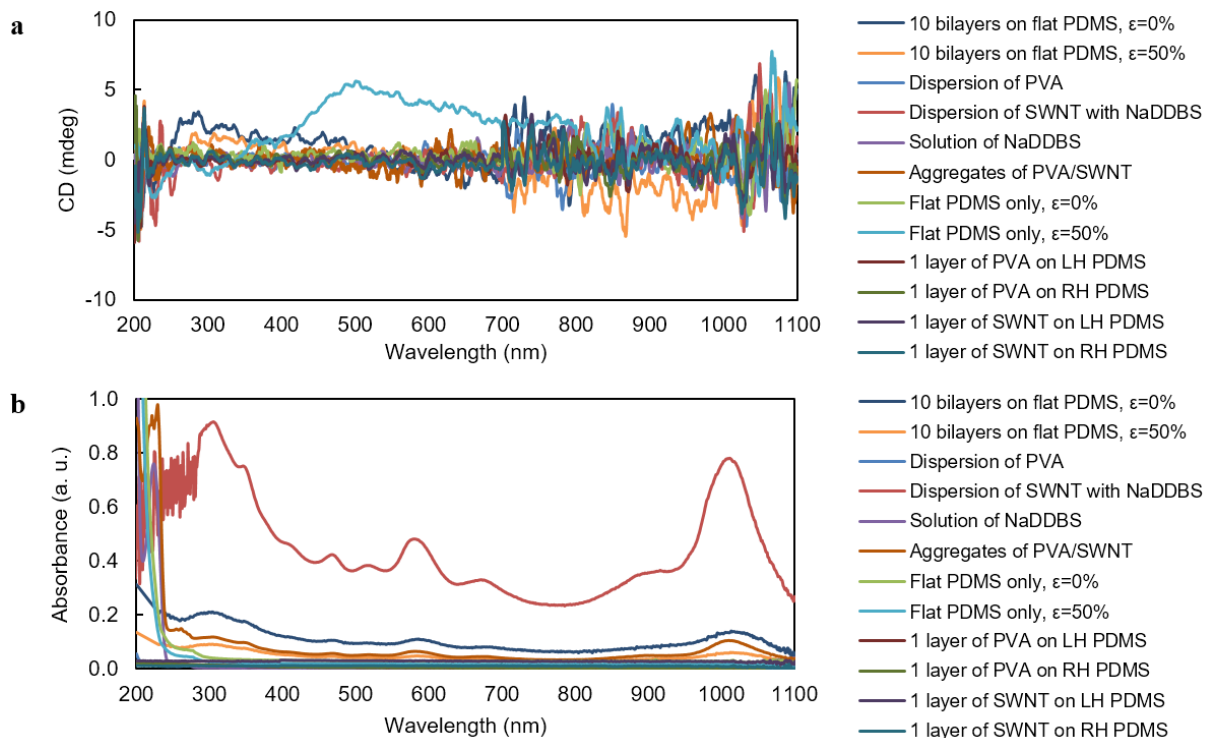 a
10
5
0
-5
-10
CD (mdeg)
200 300 400 500 600 700 800 900 1000 1100
Wavelength (nm)
10 bilayers on flat PDMS, ε=0%
10 bilayers on flat PDMS, ε=50%
Dispersion of PVA
Dispersion of SWNT with NaDDBS
Solution of NaDDBS
Aggregates of PVA/SWNT
Flat PDMS only, ε=0%
Flat PDMS only, ε=50%
1 layer of PVA on LH PDMS
1 layer of PVA on RH PDMS
1 layer of SWNT on LH PDMS
1 layer of SWNT on RH PDMS
b
1.0
0.8
0.6
0.4
0.2
0.0
Absorbance (a. u.)
200 300 400 500 600 700 800 900 1000 1100
Wavelength (nm)
10 bilayers on flat PDMS, ε=0%
10 bilayers on flat PDMS, ε=50%
Dispersion of PVA
Dispersion of SWNT with NaDDBS
Solution of NaDDBS
Aggregates of PVA/SWNT
Flat PDMS only, ε=0%
Flat PDMS only, ε=50%
1 layer of PVA on LH PDMS
1 layer of PVA on RH PDMS
1 layer of SWNT on LH PDMS
1 layer of SWNT on RH PDMS